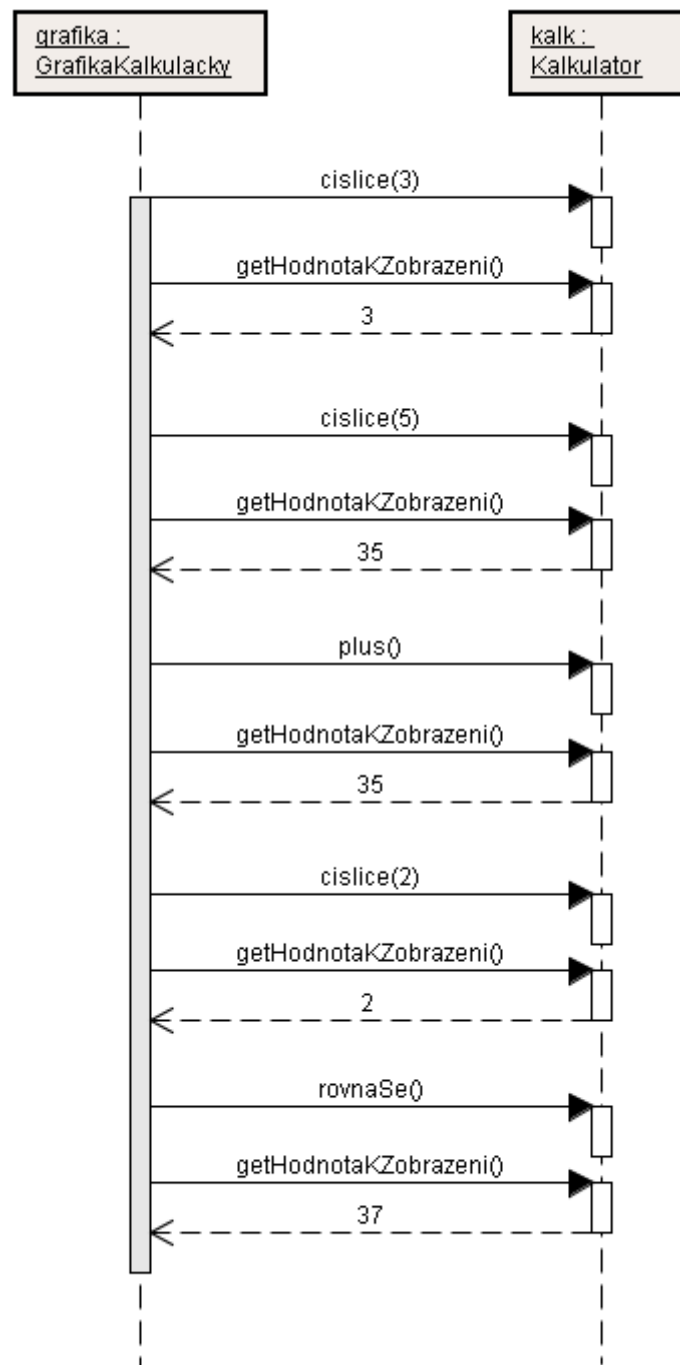 grafika :
GrafikaKalkulacky
kalk :
Kalkulator
cislice(3)
getHodnotaKZobrazeni()
3
cislice(5)
getHodnotaKZobrazeni()
35
plus()
getHodnotaKZobrazeni()
35
cislice(2)
getHodnotaKZobrazeni()
2
rovnaSe()
getHodnotaKZobrazeni()
37